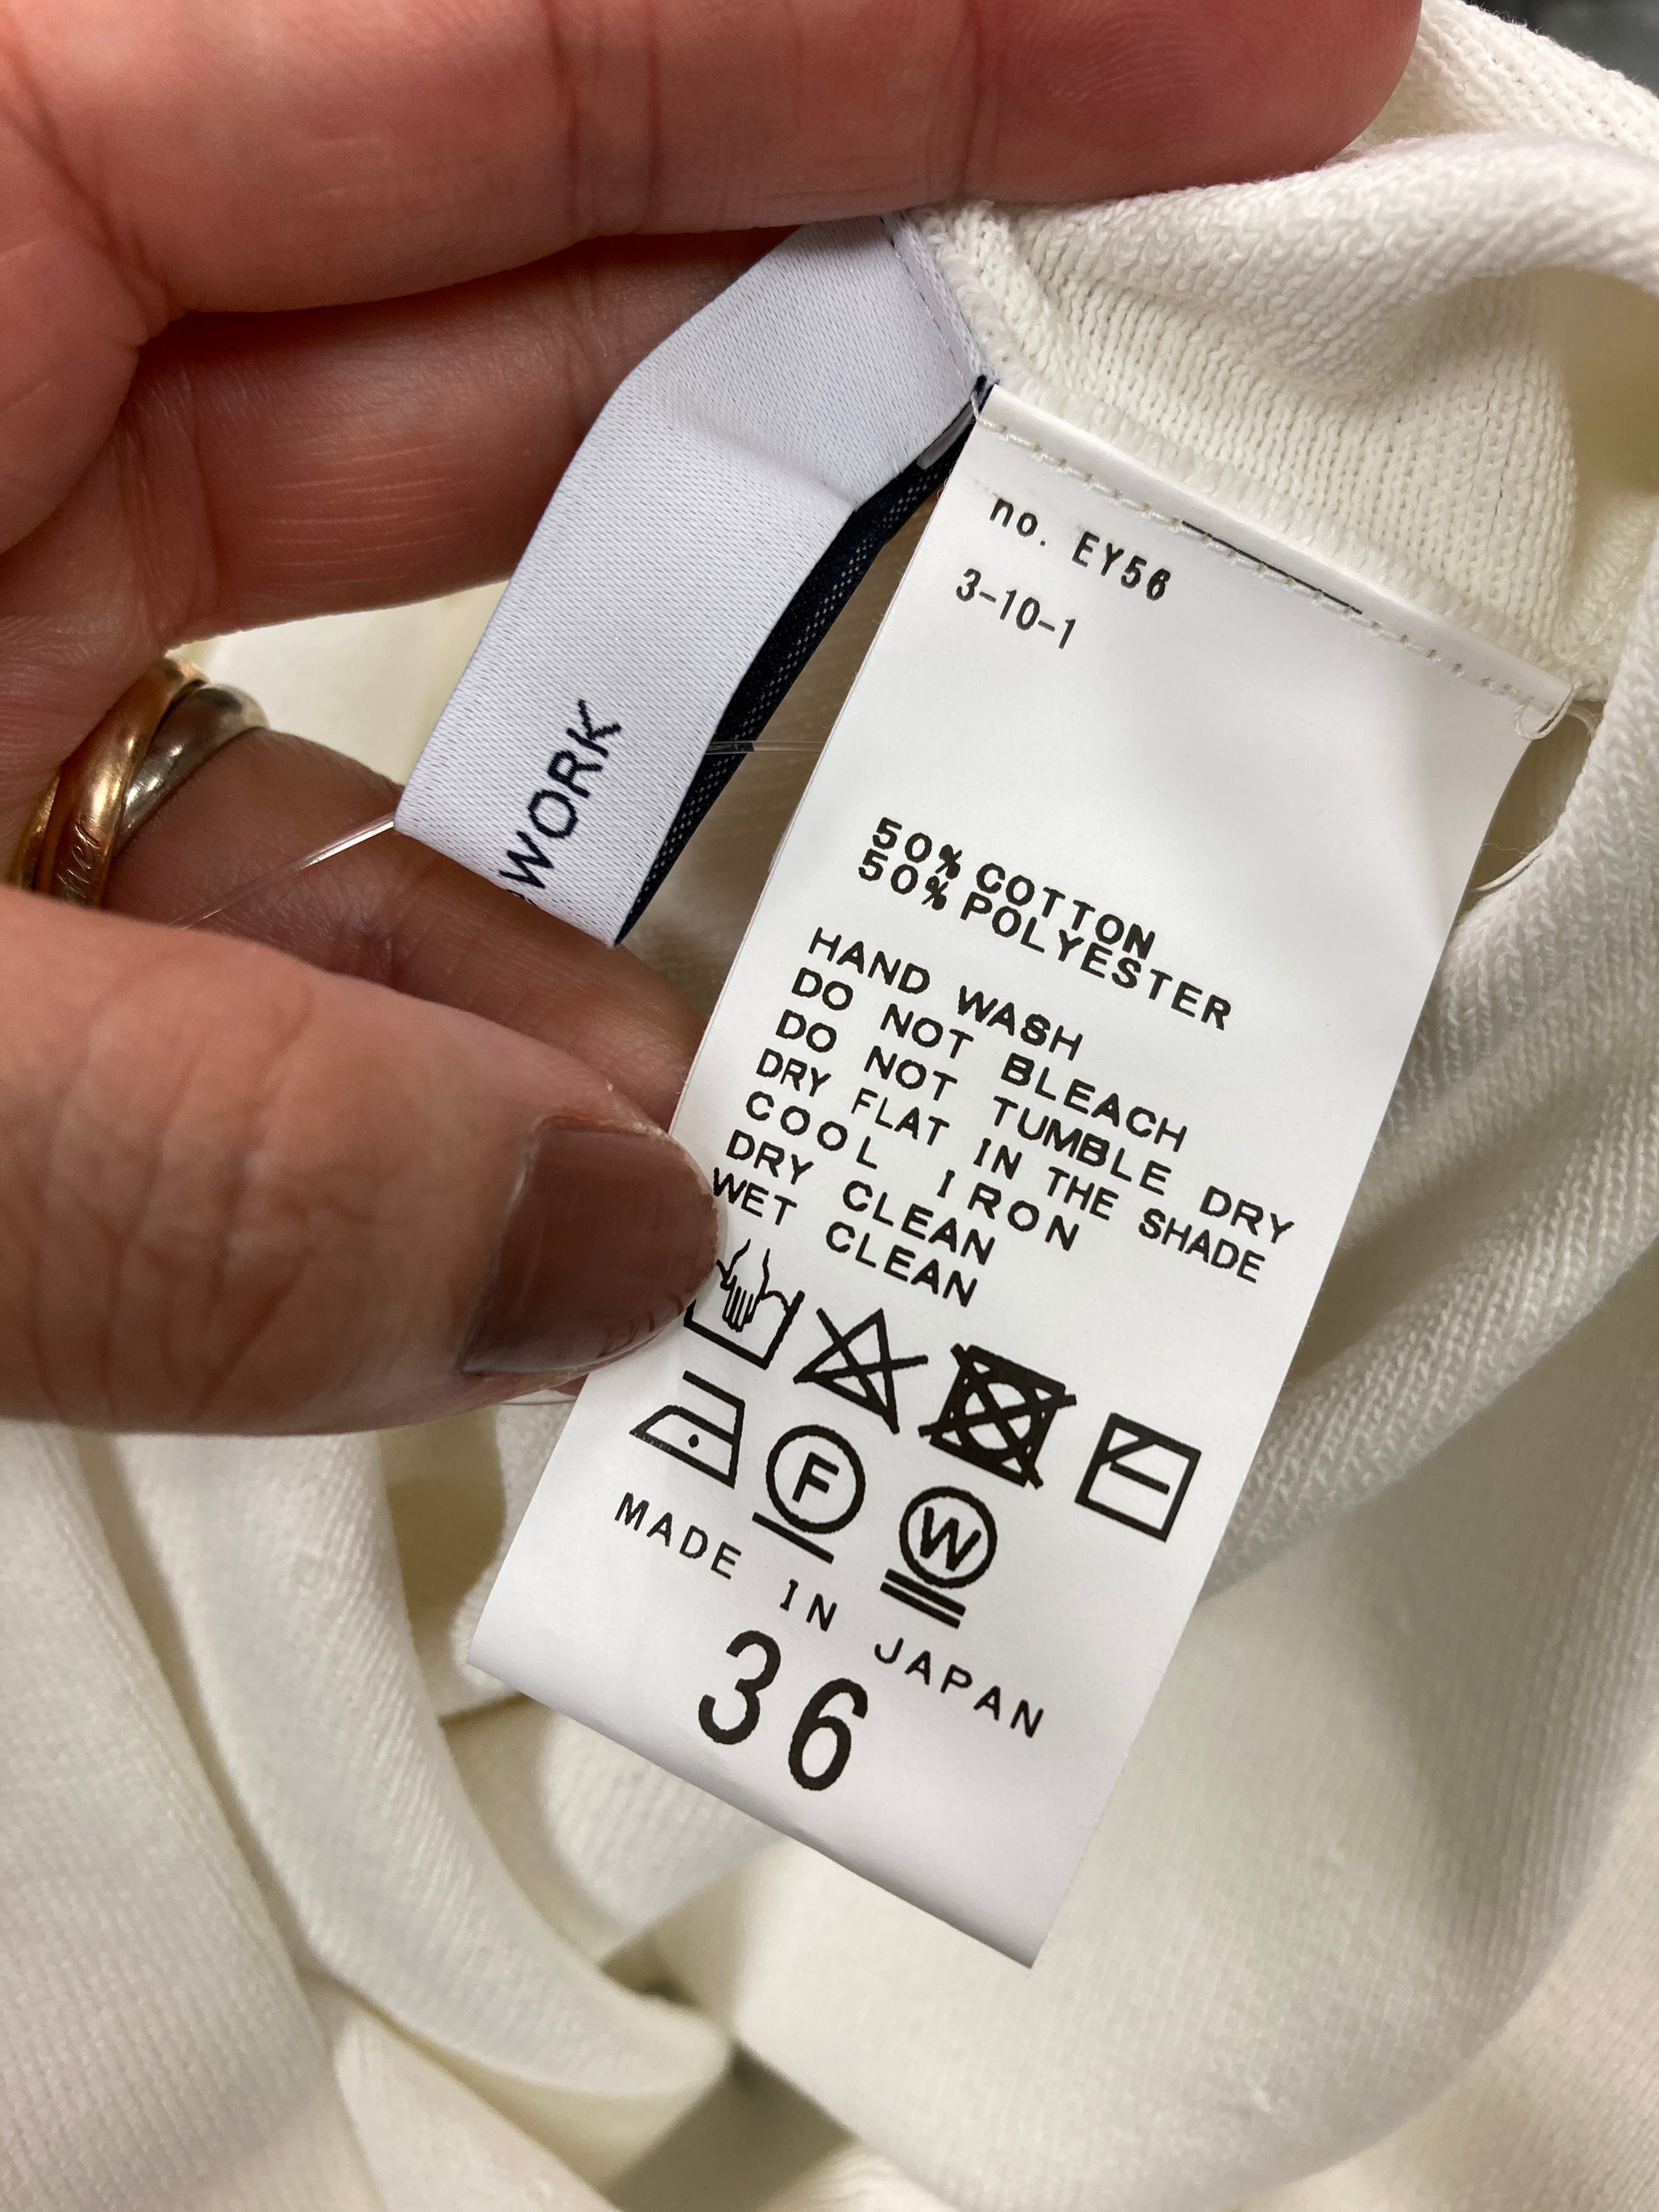 no. EY56
3-10-1
WORK
50% COTTON
50% POLYESTER
HAND WASH
DO NOT BLEACH
DO NOT TUMBLE DRY
DRY FLAT IN THE SHADE
COOL IRON
DRY CLEAN
WET CLEAN
F
W
MADE IN JAPAN
36